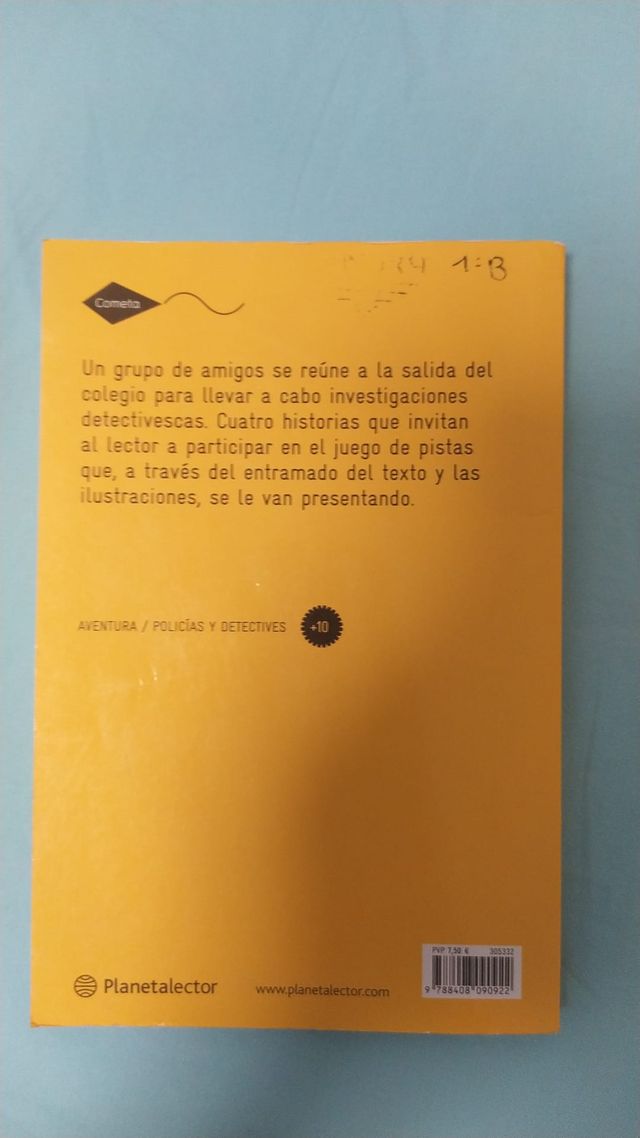 1:B
Cometa
Un grupo de amigos se reúne a la salida del
colegio para llevar a cabo investigaciones
detectivescas. Cuatro historias que invitan
al lector a participar en el juego de pistas
que, a través del entramado del texto y las
ilustraciones, se le van presentando.
AVENTURA / POLICÍAS Y DETECTIVES +10
PVP 7,50 € 305332
9 788408 090922
Planetalector www.planetalector.com